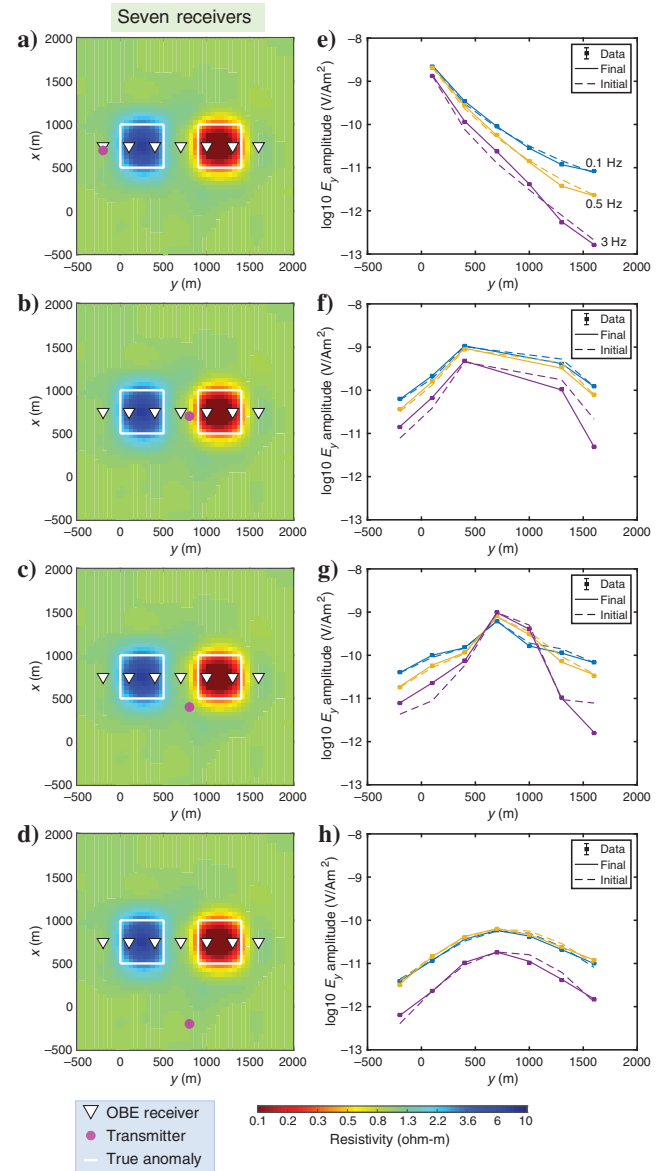 Seven receivers
a)
2000
1500
1000
500
0
−500
x (m)
−500 0 500 1000 1500 2000
y (m)
e)
−8
−9
−10
−11
−12
−13
log10 Ey amplitude (V/Am²)
Data
Final
Initial
0.1 Hz
0.5 Hz
3 Hz
−500 0 500 1000 1500 2000
y (m)
b)
2000
1500
1000
500
0
−500
x (m)
−500 0 500 1000 1500 2000
y (m)
f)
−8
−9
−10
−11
−12
−13
log10 Ey amplitude (V/Am²)
Data
Final
Initial
−500 0 500 1000 1500 2000
y (m)
c)
2000
1500
1000
500
0
−500
x (m)
−500 0 500 1000 1500 2000
y (m)
g)
−8
−9
−10
−11
−12
−13
log10 Ey amplitude (V/Am²)
Data
Final
Initial
−500 0 500 1000 1500 2000
y (m)
d)
2000
1500
1000
500
0
−500
x (m)
−500 0 500 1000 1500 2000
y (m)
h)
−8
−9
−10
−11
−12
−13
log10 Ey amplitude (V/Am²)
Data
Final
Initial
−500 0 500 1000 1500 2000
y (m)
OBE receiver
Transmitter
True anomaly
0.1 0.2 0.3 0.5 0.8 1.3 2.2 3.6 6 10
Resistivity (ohm-m)